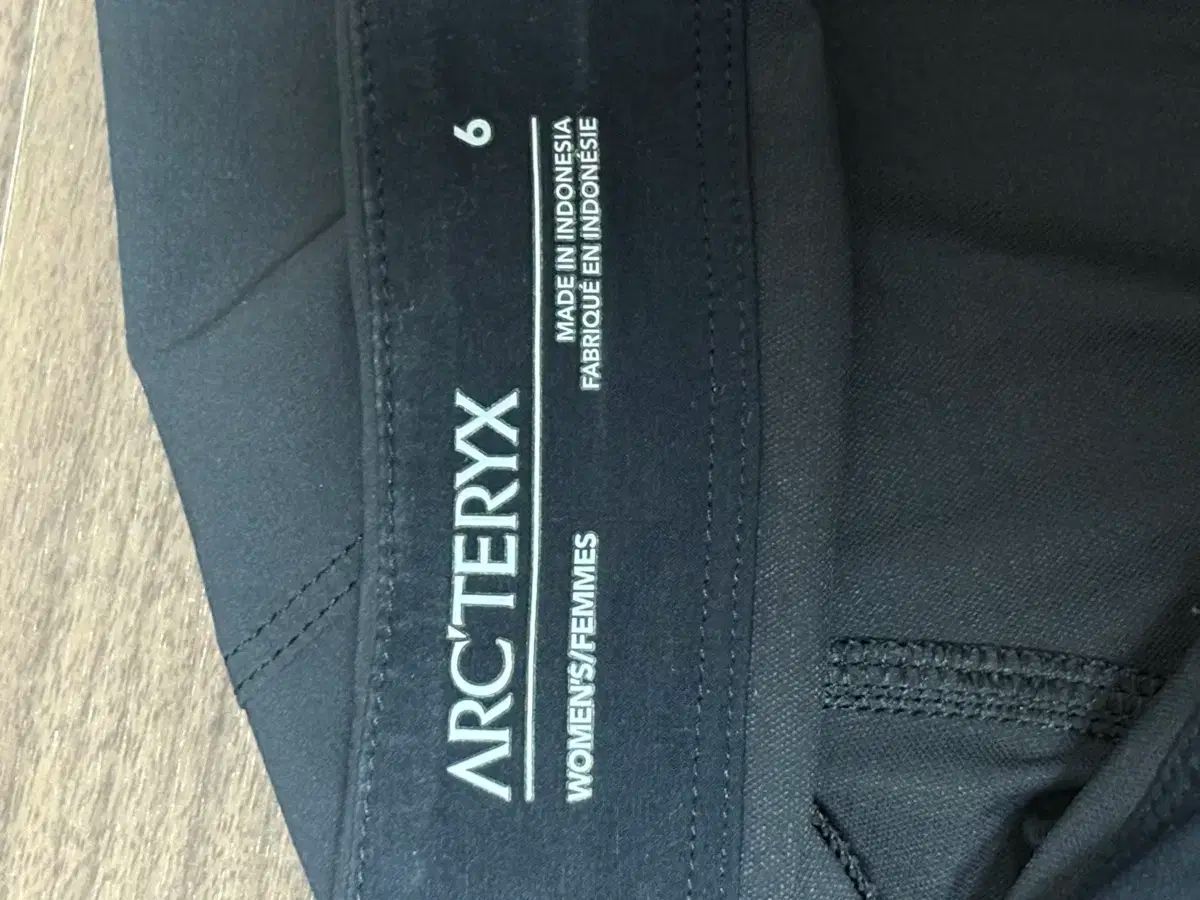 ARC'TERYX 6
WOMEN'S/FEMMES MADE IN INDONESIA
FABRIQUÉ EN INDONÉSIE